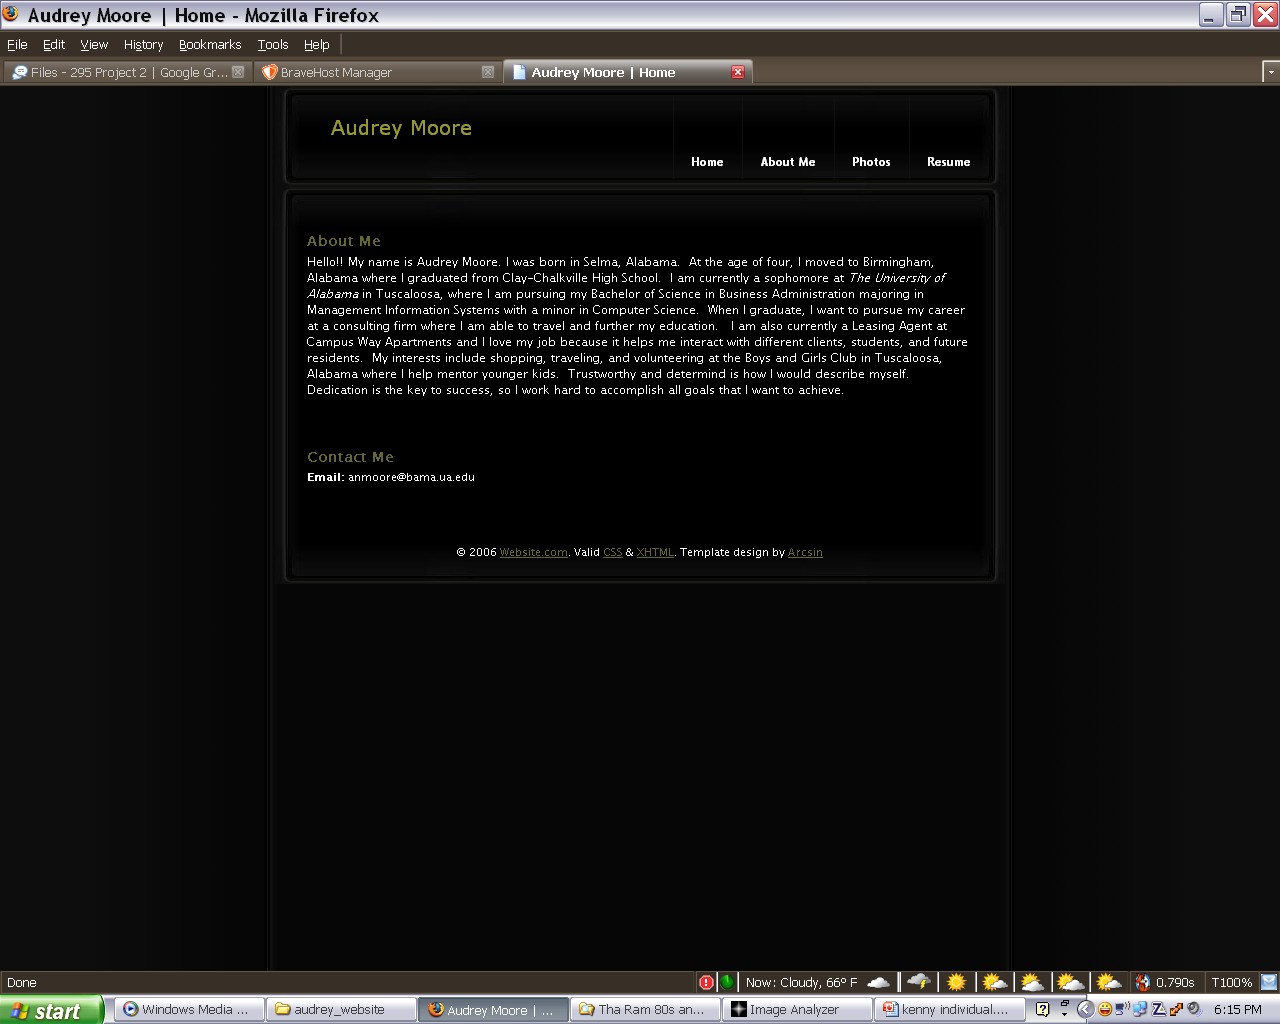 Audrey Moore | Home - Mozilla Firefox
File Edit View History Bookmarks Tools Help
Files - 295 Project 2 | Google Gr... BraveHost Manager Audrey Moore | Home
Audrey Moore
Home About Me Photos Resume
About Me
Hello!! My name is Audrey Moore. I was born in Selma, Alabama. At the age of four, I moved to Birmingham,
Alabama where I graduated from Clay-Chalkville High School. I am currently a sophomore at The University of
Alabama in Tuscaloosa, where I am pursuing my Bachelor of Science in Business Administration majoring in
Management Information Systems with a minor in Computer Science. When I graduate, I want to pursue my career
at a consulting firm where I am able to travel and further my education. I am also currently a Leasing Agent at
Campus Way Apartments and I love my job because it helps me interact with different clients, students, and future
residents. My interests include shopping, traveling, and volunteering at the Boys and Girls Club in Tuscaloosa,
Alabama where I help mentor younger kids. Trustworthy and determind is how I would describe myself.
Dedication is the key to success, so I work hard to accomplish all goals that I want to achieve.
Contact Me
Email: anmoore@bama.ua.edu
© 2006 Website.com. Valid CSS & XHTML. Template design by Arcsin
Done Now: Cloudy, 66° F 0.790s T100%
start Windows Media ... audrey_website Audrey Moore | ... Tha Ram 80s an... Image Analyzer kenny individual.... 6:15 PM